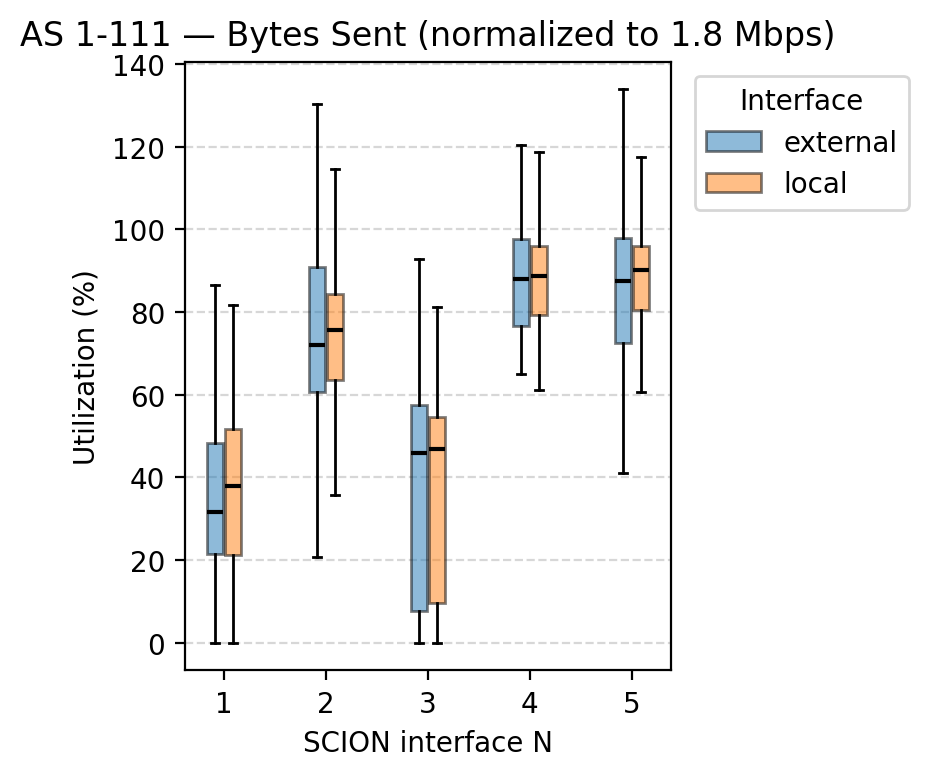 AS 1-111 — Bytes Sent (normalized to 1.8 Mbps)
Interface
external
local
Utilization (%)
140
120
100
80
60
40
20
0
1 2 3 4 5
SCION interface N